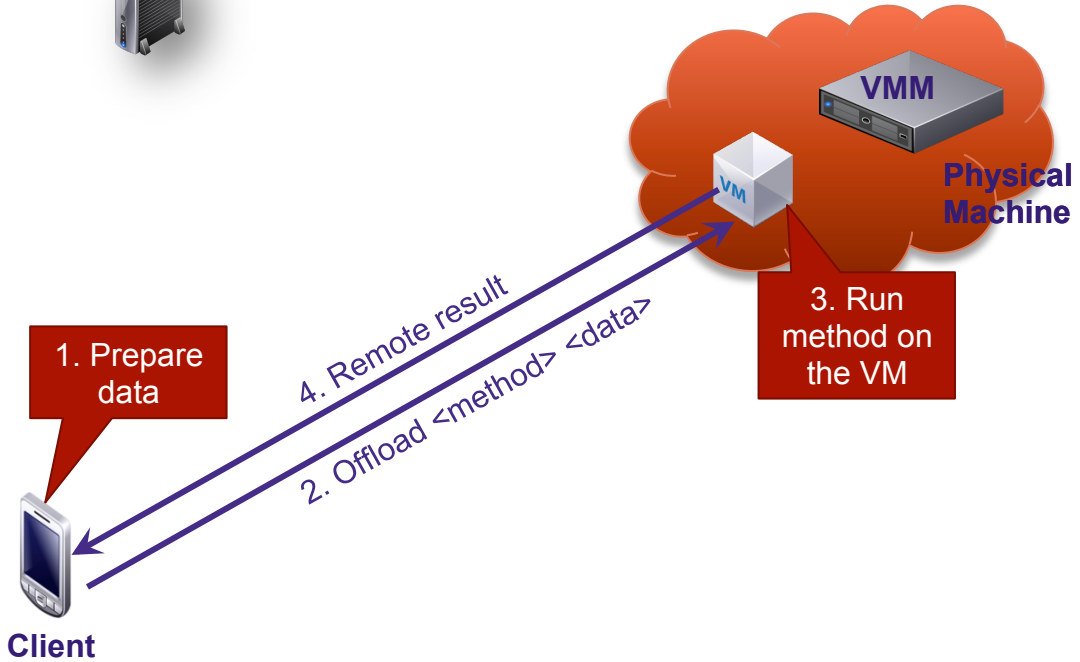 VMM
VM
Physical
Machine
3. Run
method on
the VM
4. Remote result
2. Offload <method> <data>
1. Prepare
data
Client